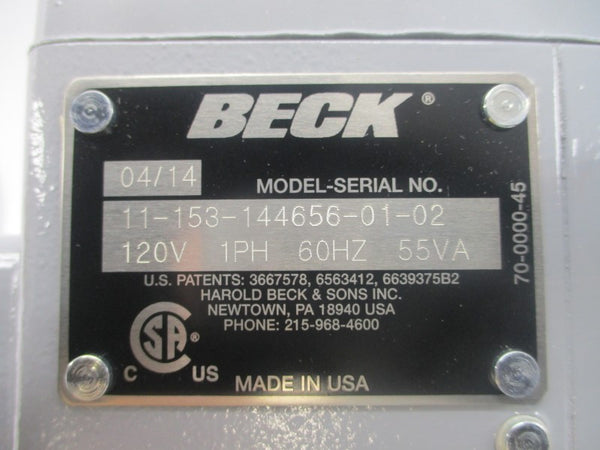 BECK®
04/14 MODEL-SERIAL NO.
11-153-144656-01-02
120V 1PH 60HZ 55VA
U.S. PATENTS: 3667578, 6563412, 6639375B2
HAROLD BECK & SONS INC.
NEWTOWN, PA 18940 USA
PHONE: 215-968-4600
SA®
C US
MADE IN USA
70-0000-45